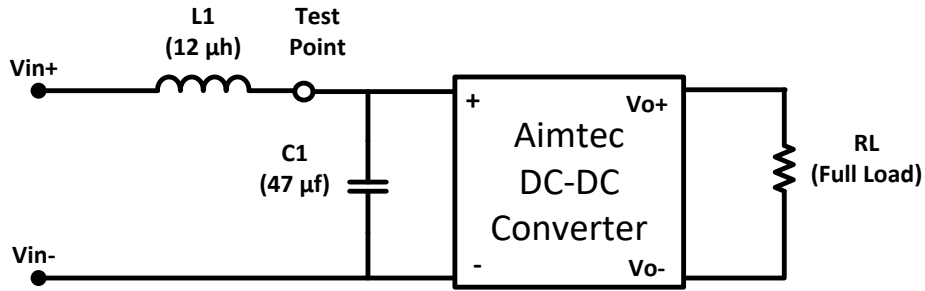 L1
(12 µh)
Test
Point
Vin+
C1
(47 µf)
Vin-
+
-
Aimtec
DC-DC
Converter
Vo+
Vo-
RL
(Full Load)